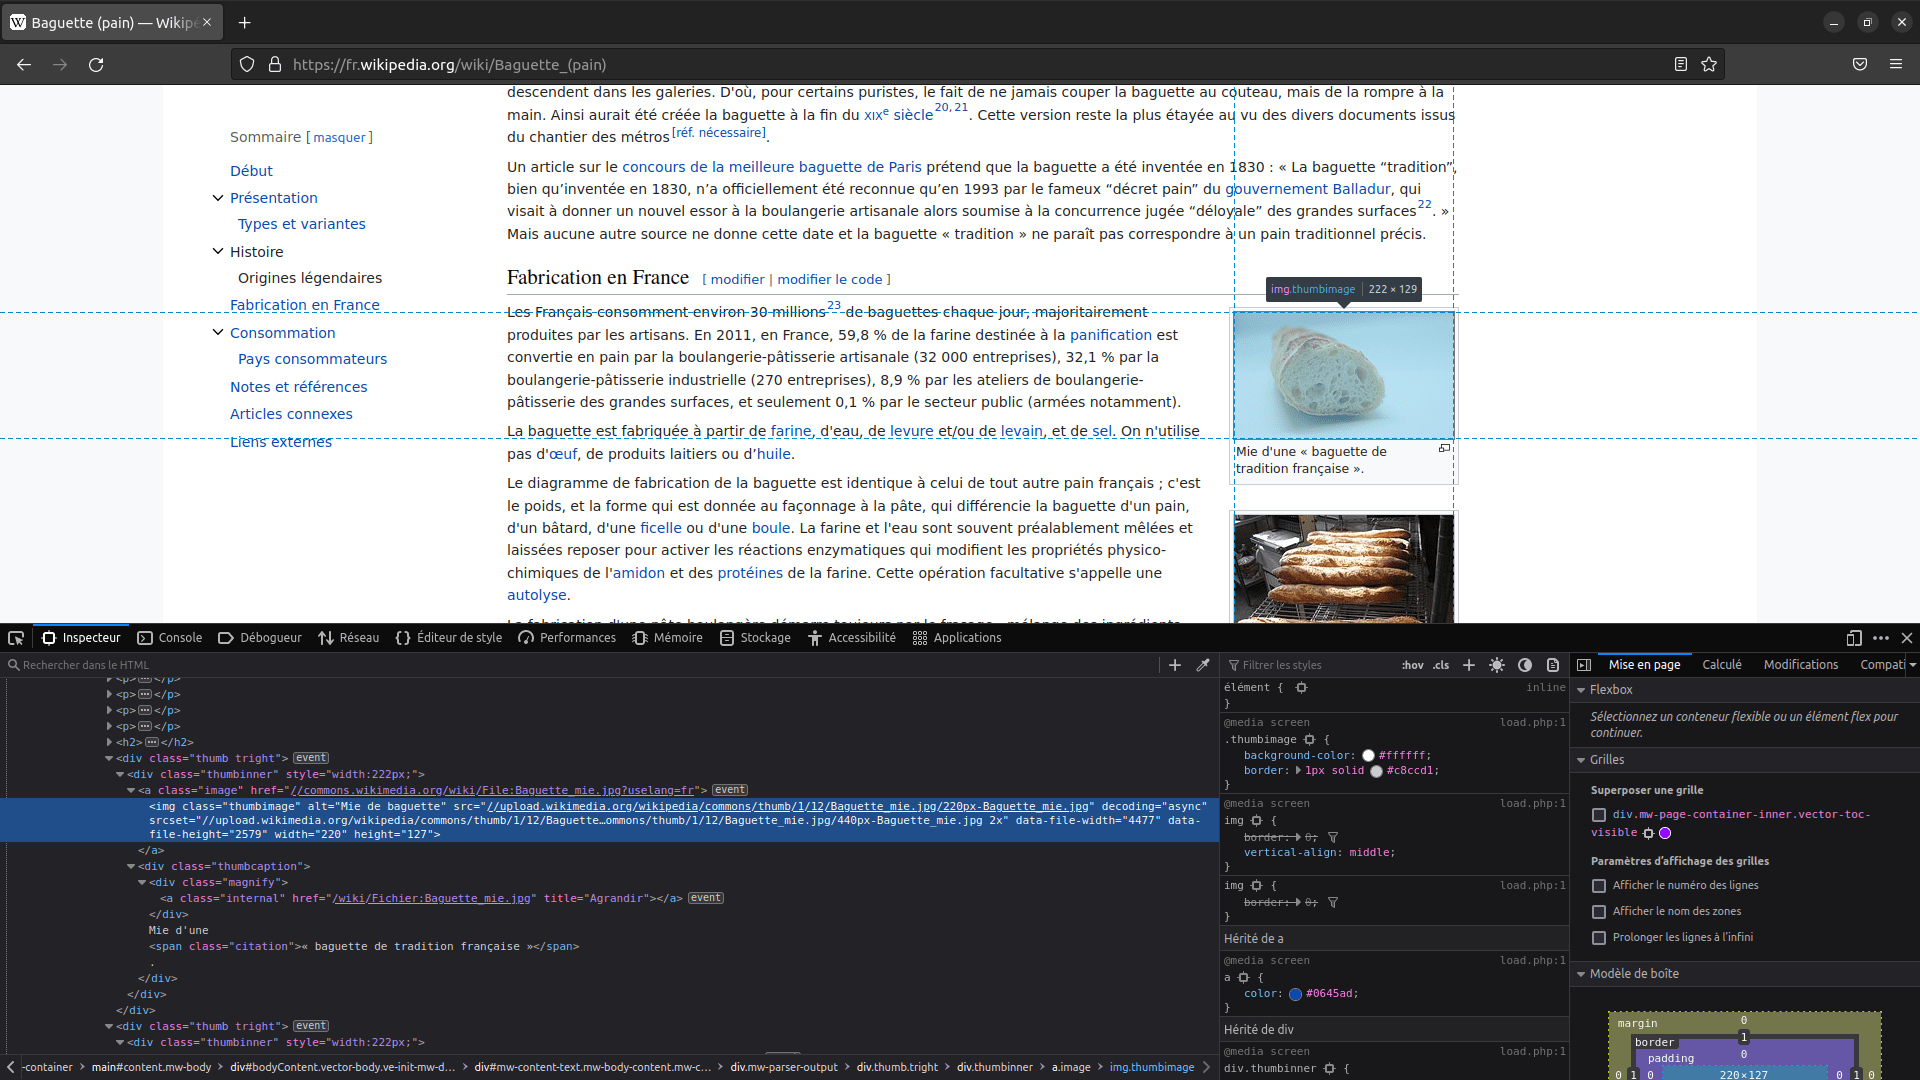 Baguette (pain) — Wikipé
https://fr.wikipedia.org/wiki/Baguette_(pain)
Sommaire [masquer]
Début
Présentation
Types et variantes
Histoire
Origines légendaires
Fabrication en France
Consommation
Pays consommateurs
Notes et références
Articles connexes
Liens externes
descendent dans les galeries. D'où, pour certains puristes, le fait de ne jamais couper la baguette au couteau, mais de la rompre à la
main. Ainsi aurait été créée la baguette à la fin du XIXe siècle20, 21. Cette version reste la plus étayée au vu des divers documents issus
du chantier des métros[réf. nécessaire].
Un article sur le concours de la meilleure baguette de Paris prétend que la baguette a été inventée en 1830 : « La baguette “tradition”,
bien qu’inventée en 1830, n’a officiellement été reconnue qu’en 1993 par le fameux “décret pain” du gouvernement Balladur, qui
visait à donner un nouvel essor à la boulangerie artisanale alors soumise à la concurrence jugée “déloyale” des grandes surfaces22. »
Mais aucune autre source ne donne cette date et la baguette « tradition » ne paraît pas correspondre à un pain traditionnel précis.
Fabrication en France [ modifier | modifier le code ]
Les Français consomment environ 30 millions23 de baguettes chaque jour, majoritairement
produites par les artisans. En 2011, en France, 59,8 % de la farine destinée à la panification est
convertie en pain par la boulangerie-pâtisserie artisanale (32 000 entreprises), 32,1 % par la
boulangerie-pâtisserie industrielle (270 entreprises), 8,9 % par les ateliers de boulangerie-
pâtisserie des grandes surfaces, et seulement 0,1 % par le secteur public (armées notamment).
La baguette est fabriquée à partir de farine, d'eau, de levure et/ou de levain, et de sel. On n'utilise
pas d'œuf, de produits laitiers ou d’huile.
Le diagramme de fabrication de la baguette est identique à celui de tout autre pain français ; c'est
le poids, et la forme qui est donnée au façonnage à la pâte, qui différencie la baguette d'un pain,
d'un bâtard, d'une ficelle ou d'une boule. La farine et l'eau sont souvent préalablement mêlées et
laissées reposer pour activer les réactions enzymatiques qui modifient les propriétés physico-
chimiques de l'amidon et des protéines de la farine. Cette opération facultative s'appelle une
autolyse.
img.thumbimage 222 × 129
Mie d'une « baguette de
tradition française ».
Inspecteur Console Débogueur Réseau Éditeur de style Performances Mémoire Stockage Accessibilité Applications
Rechercher dans le HTML
<p></p>
<p></p>
<p></p>
<p></p>
<h2></h2>
<div class="thumb tright"> event
<div class="thumbinner" style="width:222px;">
<a class="image" href="//commons.wikimedia.org/wiki/File:Baguette_mie.jpg?uselang=fr"> event
<img class="thumbimage" alt="Mie de baguette" src="//upload.wikimedia.org/wikipedia/commons/thumb/1/12/Baguette_mie.jpg/220px-Baguette_mie.jpg" decoding="async"
srcset="//upload.wikimedia.org/wikipedia/commons/thumb/1/12/Baguette…ommons/thumb/1/12/Baguette_mie.jpg/440px-Baguette_mie.jpg 2x" data-file-width="4477" data-
file-height="2579" width="220" height="127">
</a>
<div class="thumbcaption">
<div class="magnify">
<a class="internal" href="/wiki/Fichier:Baguette_mie.jpg" title="Agrandir"></a> event
</div>
Mie d'une
<span class="citation">« baguette de tradition française »</span>
.
</div>
</div>
</div>
<div class="thumb tright"> event
<div class="thumbinner" style="width:222px;">
-container main#content.mw-body div#bodyContent.vector-body.ve-init-mw-d… div#mw-content-text.mw-body-content.mw-c… div.mw-parser-output div.thumb.tright div.thumbinner a.image img.thumbimage
Filtrer les styles :hov .cls
élément { inline
}
@media screen load.php:1
.thumbimage {
background-color: #ffffff;
border: 1px solid #c8ccd1;
}
@media screen load.php:1
img {
border: 0;
vertical-align: middle;
}
img { load.php:1
border: 0;
}
Hérité de a
@media screen load.php:1
a {
color: #0645ad;
}
Hérité de div
@media screen load.php:1
div.thumbinner {
Mise en page Calculé Modifications Compati
Flexbox
Sélectionnez un conteneur flexible ou un élément flex pour
continuer.
Grilles
Superposer une grille
div.mw-page-container-inner.vector-toc-
visible
Paramètres d’affichage des grilles
Afficher le numéro des lignes
Afficher le nom des zones
Prolonger les lignes à l’infini
Modèle de boîte
margin 0
border 1
padding 0
0 1 0 220×127 0 1 0